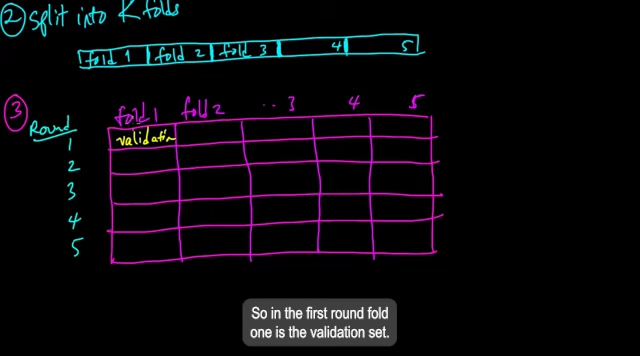 ② Split into K folds
fold 1 fold 2 fold 3 4 5
③ fold 1 fold 2 .. 3 4 5
Round
1 validation
2
3
4
5
So in the first round fold
one is the validation set.